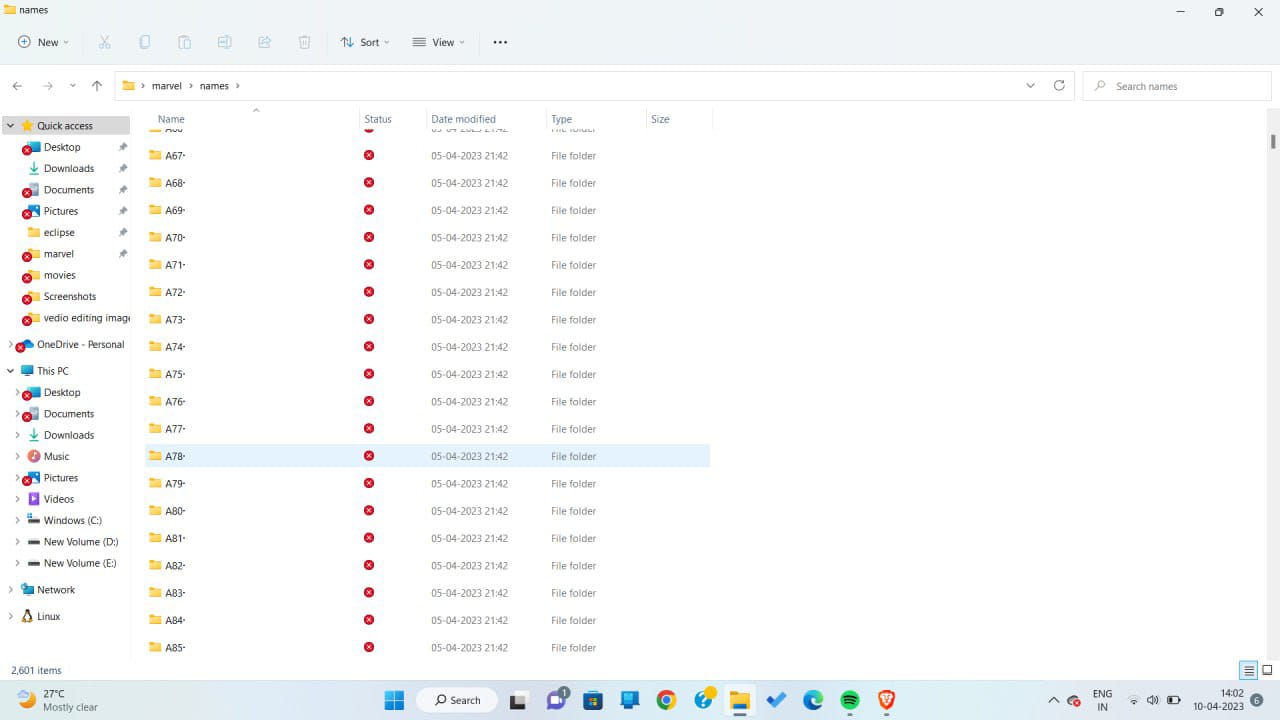 names
New
Sort
View
marvel > names >
Search names
Name Status Date modified Type Size
Quick access
Desktop
Downloads
Documents
Pictures
eclipse
marvel
movies
Screenshots
vedio editing image
OneDrive - Personal
This PC
Desktop
Documents
Downloads
Music
Pictures
Videos
Windows (C:)
New Volume (D:)
New Volume (E:)
Network
Linux
A67· 05-04-2023 21:42 File folder
A68· 05-04-2023 21:42 File folder
A69· 05-04-2023 21:42 File folder
A70· 05-04-2023 21:42 File folder
A71· 05-04-2023 21:42 File folder
A72· 05-04-2023 21:42 File folder
A73· 05-04-2023 21:42 File folder
A74· 05-04-2023 21:42 File folder
A75· 05-04-2023 21:42 File folder
A76· 05-04-2023 21:42 File folder
A77· 05-04-2023 21:42 File folder
A78· 05-04-2023 21:42 File folder
A79· 05-04-2023 21:42 File folder
A80· 05-04-2023 21:42 File folder
A81· 05-04-2023 21:42 File folder
A82· 05-04-2023 21:42 File folder
A83· 05-04-2023 21:42 File folder
A84· 05-04-2023 21:42 File folder
A85· 05-04-2023 21:42 File folder
2,601 items
27°C
Mostly clear
Search
1
ENG
IN
14:02
10-04-2023
6